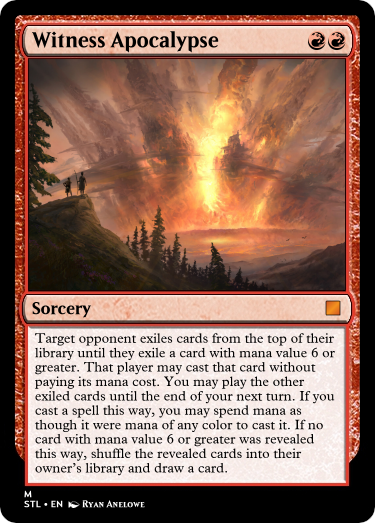 Witness Apocalypse
Sorcery
Target opponent exiles cards from the top of their
library until they exile a card with mana value 6 or
greater. That player may cast that card without
paying its mana cost. You may play the other
exiled cards until the end of your next turn. If you
cast a spell this way, you may spend mana as
though it were mana of any color to cast it. If no
card with mana value 6 or greater was revealed
this way, shuffle the revealed cards into their
owner's library and draw a card.
M
STL • EN Ryan Anelowe